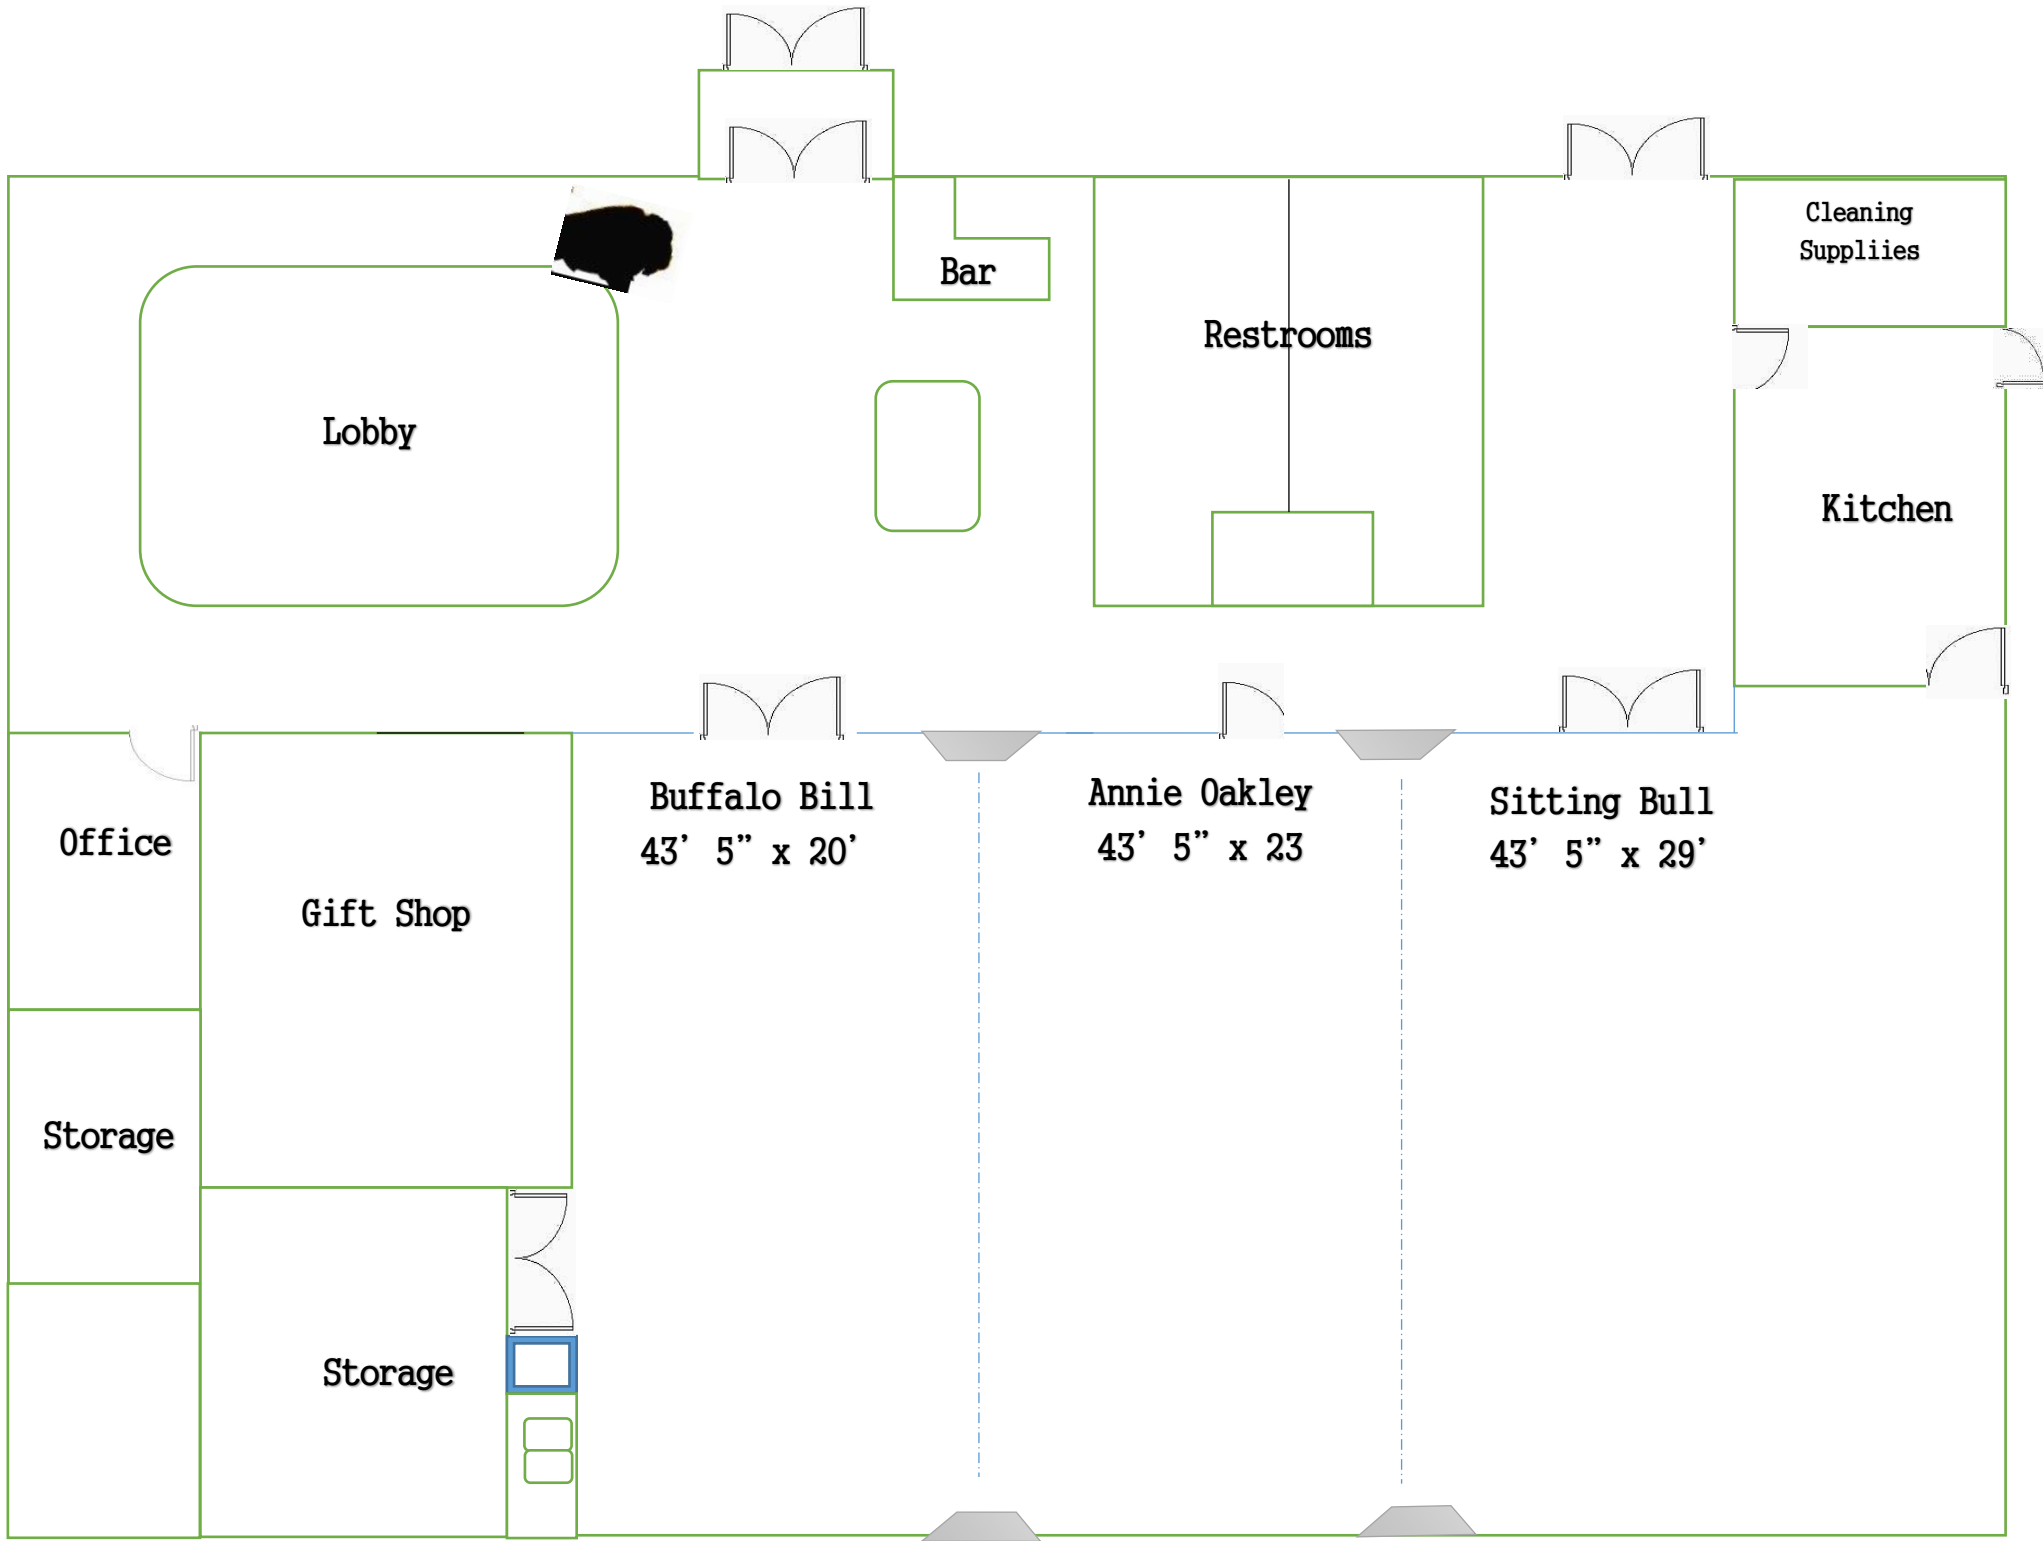 Cleaning
Suppliies
Bar
Restrooms
Lobby
Kitchen
Buffalo Bill
43’ 5” x 20’
Annie Oakley
43’ 5” x 23
Sitting Bull
43’ 5” x 29’
Office
Gift Shop
Storage
Storage